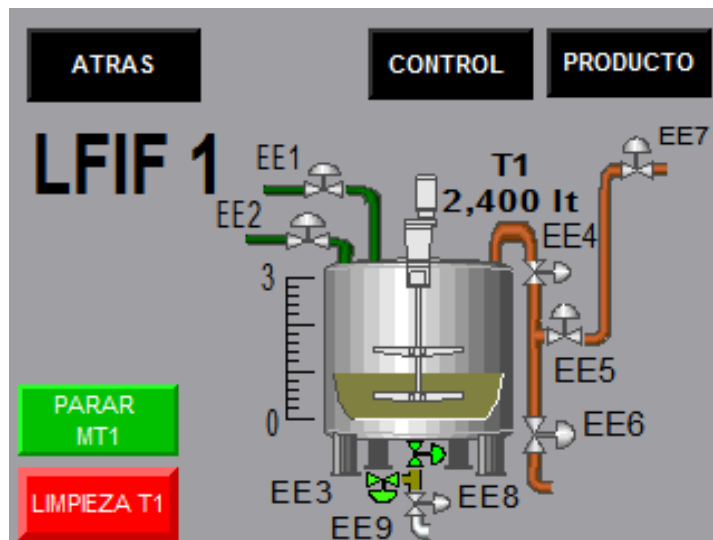 ATRAS
CONTROL
PRODUCTO
LFIF 1
EE1
EE2
T1
2,400 lt
EE7
EE4
3
EE5
PARAR
MT1
0
EE6
LIMPIEZA T1
EE3
EE8
EE9